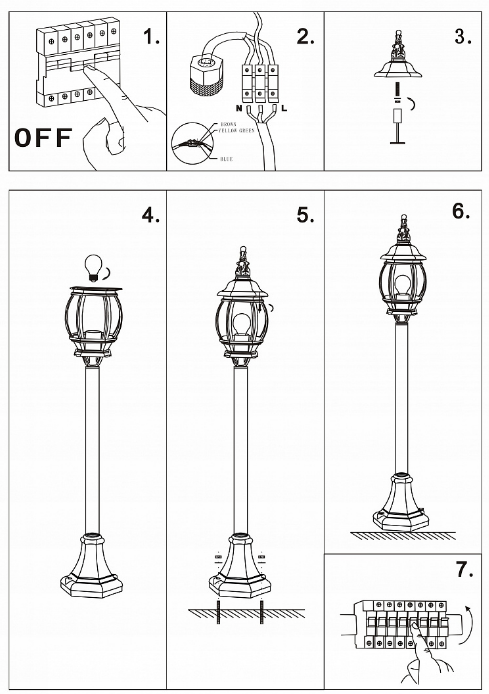 1.
OFF
2.
N L
BROWN
YELLOW GREEN
BLUE
3.
4.
5.
6.
7.